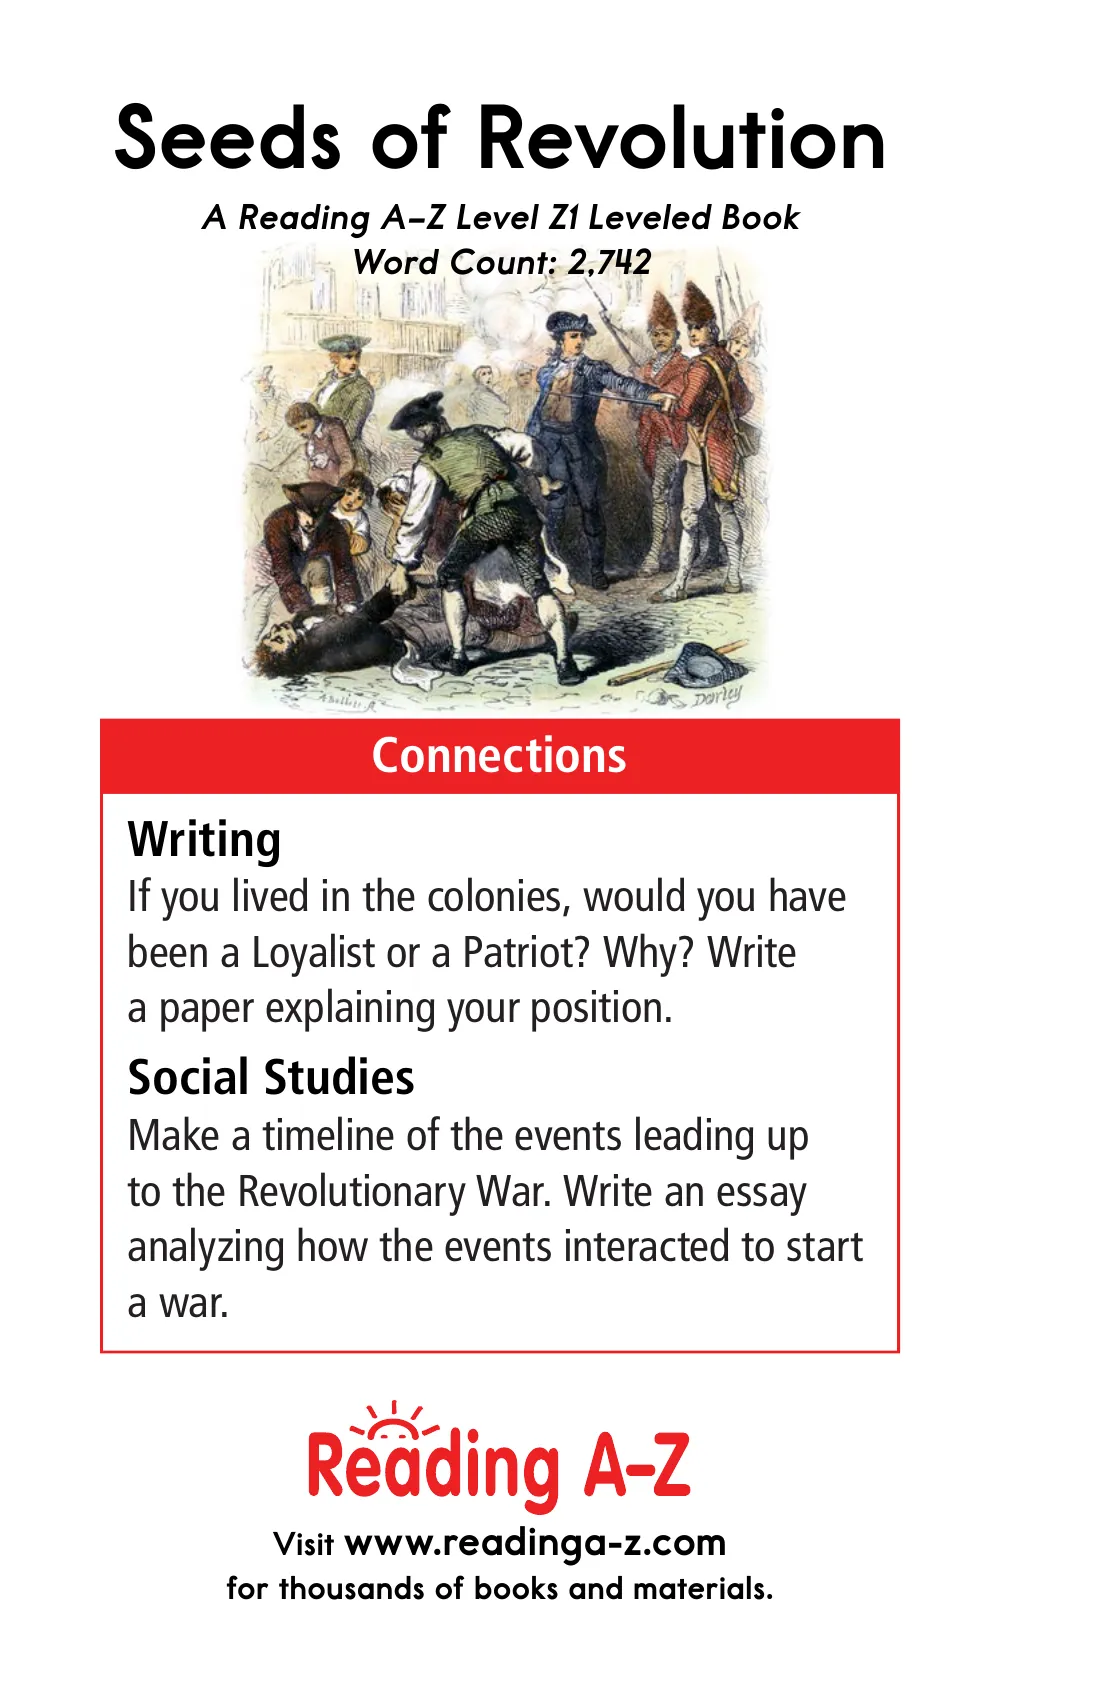 Seeds of Revolution
A Reading A–Z Level Z1 Leveled Book
Word Count: 2,742
Darley
Connections
Writing
If you lived in the colonies, would you have
been a Loyalist or a Patriot? Why? Write
a paper explaining your position.
Social Studies
Make a timeline of the events leading up
to the Revolutionary War. Write an essay
analyzing how the events interacted to start
a war.
Reading A–Z
Visit www.readinga-z.com
for thousands of books and materials.